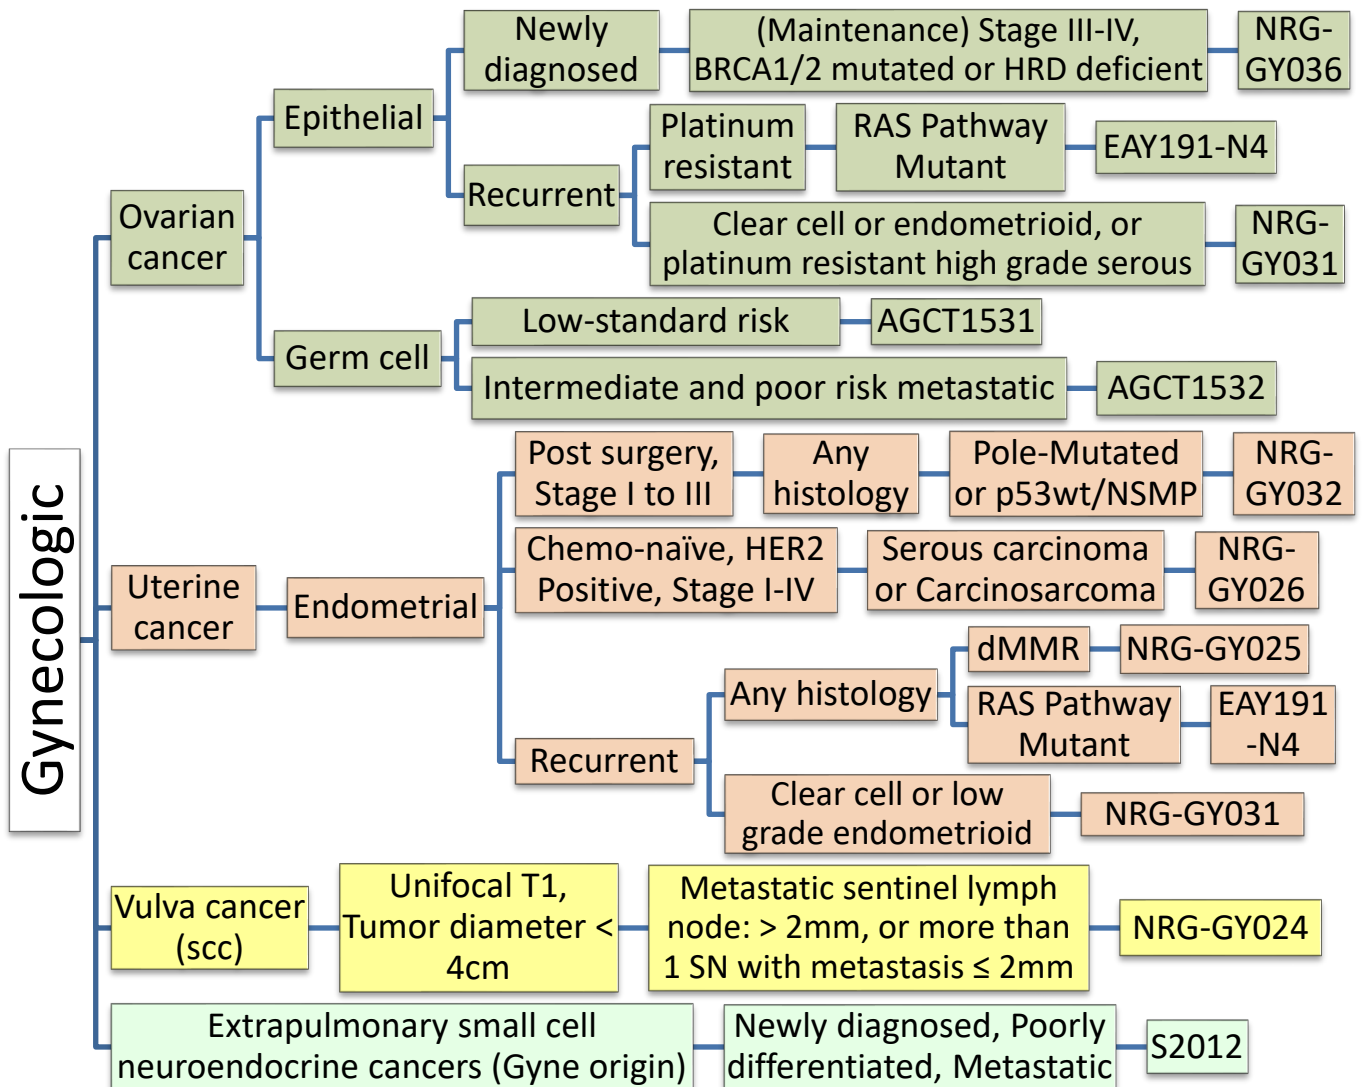 Gynecologic
Ovarian
cancer
Epithelial
Newly
diagnosed
(Maintenance) Stage III-IV,
BRCA1/2 mutated or HRD deficient
NRG-
GY036
Recurrent
Platinum
resistant
RAS Pathway
Mutant
EAY191-N4
Clear cell or endometrioid, or
platinum resistant high grade serous
NRG-
GY031
Germ cell
Low-standard risk
AGCT1531
Intermediate and poor risk metastatic
AGCT1532
Uterine
cancer
Endometrial
Post surgery,
Stage I to III
Any
histology
Pole-Mutated
or p53wt/NSMP
NRG-
GY032
Chemo-naïve, HER2
Positive, Stage I-IV
Serous carcinoma
or Carcinosarcoma
NRG-
GY026
Recurrent
Any histology
dMMR
NRG-GY025
RAS Pathway
Mutant
EAY191
-N4
Clear cell or low
grade endometrioid
NRG-GY031
Vulva cancer
(scc)
Unifocal T1,
Tumor diameter <
4cm
Metastatic sentinel lymph
node: > 2mm, or more than
1 SN with metastasis ≤ 2mm
NRG-GY024
Extrapulmonary small cell
neuroendocrine cancers (Gyne origin)
Newly diagnosed, Poorly
differentiated, Metastatic
S2012